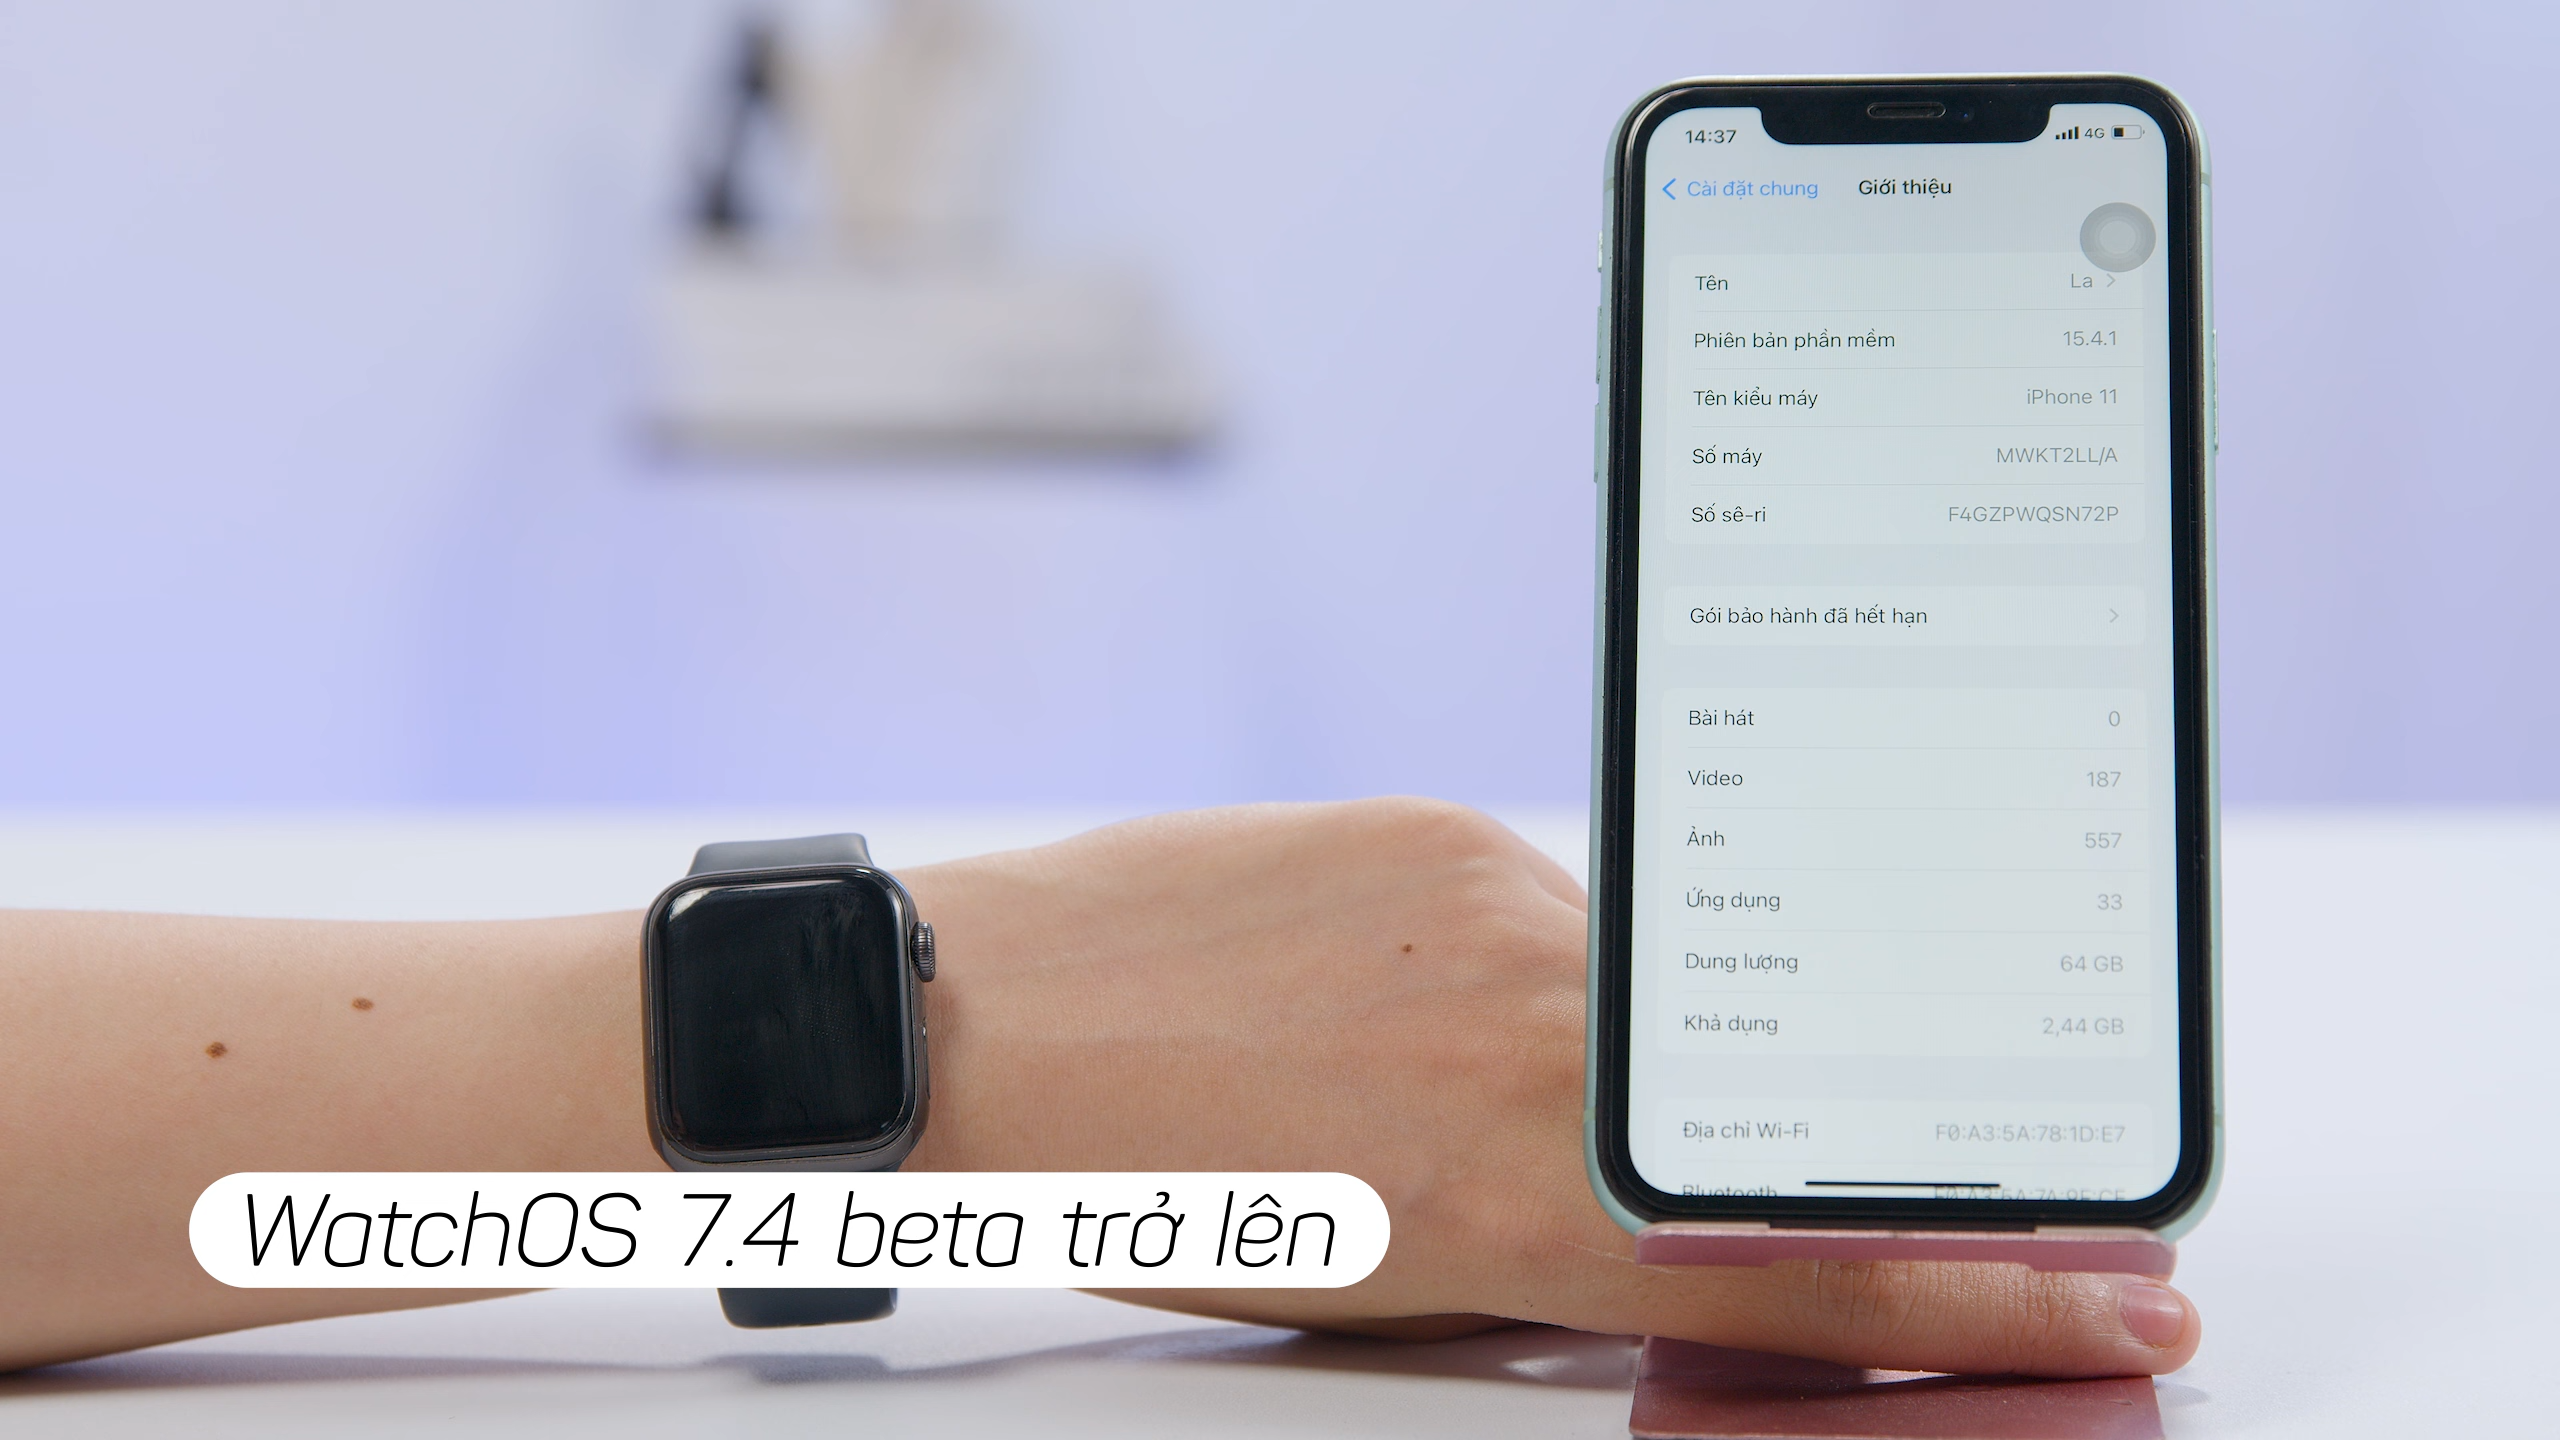 14:37 4G
Cài đặt chung Giới thiệu
Tên La
Phiên bản phần mềm 15.4.1
Tên kiểu máy iPhone 11
Số máy MWKT2LL/A
Số sê-ri F4GZPWQSN72P
Gói bảo hành đã hết hạn
Bài hát 0
Video 187
Ảnh 557
Ứng dụng 33
Dung lượng 64 GB
Khả dụng 2,44 GB
Địa chỉ Wi-Fi F0:A3:5A:78:1D:E7
Bluetooth
WatchOS 7.4 beta trở lên